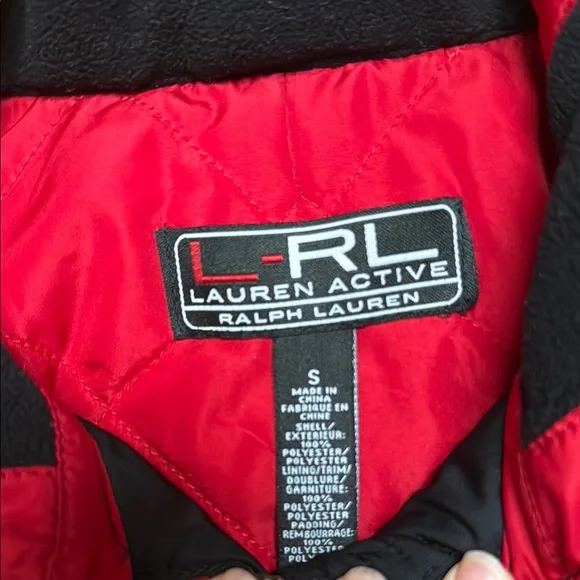 L-RL
LAUREN ACTIVE
RALPH LAUREN
S
MADE IN
CHINA
FABRIQUE EN
CHINE
SHELL/
EXTERIEUR:
100%
POLYESTER/
POLYESTER
LINING/TRIM/
DOUBLURE/
GARNITURE:
100%
POLYESTER/
POLYESTER
PADDING/
REMBOURRAGE:
100%
POLYESTER/
POLYESTER